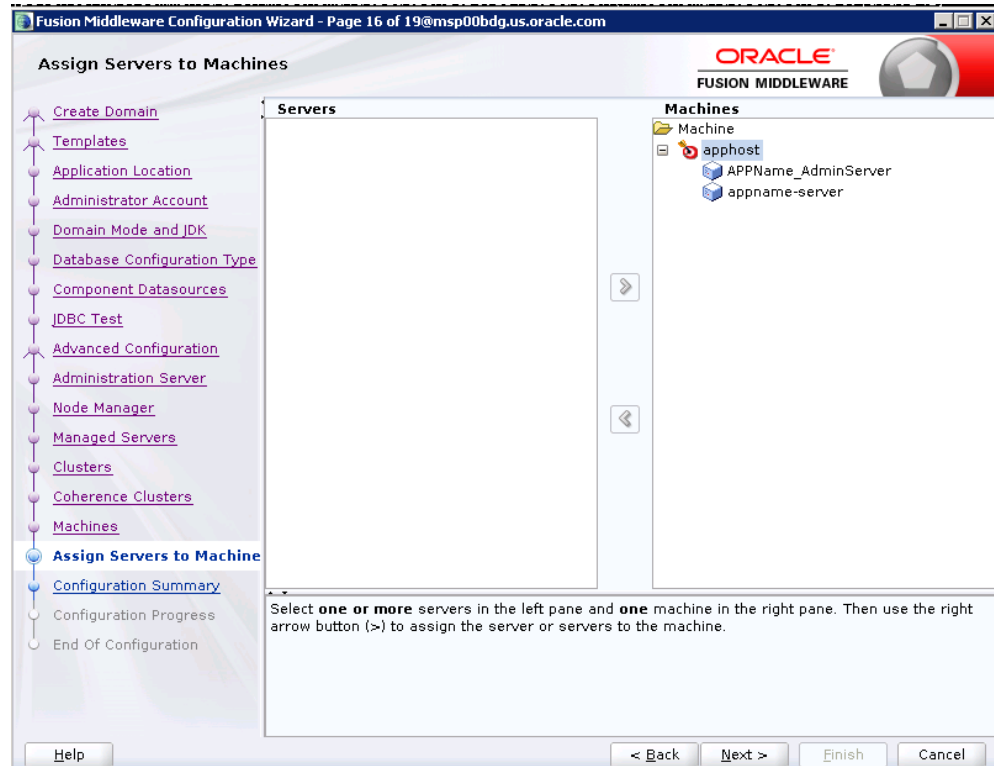 Fusion Middleware Configuration Wizard - Page 16 of 19@msp00bdg.us.oracle.com
Assign Servers to Machines
ORACLE
FUSION MIDDLEWARE
Create Domain
Templates
Application Location
Administrator Account
Domain Mode and JDK
Database Configuration Type
Component Datasources
JDBC Test
Advanced Configuration
Administration Server
Node Manager
Managed Servers
Clusters
Coherence Clusters
Machines
Assign Servers to Machine
Configuration Summary
Configuration Progress
End Of Configuration
Servers
Machines
Machine
apphost
APPName_AdminServer
appname-server
Select one or more servers in the left pane and one machine in the right pane. Then use the right
arrow button (>) to assign the server or servers to the machine.
Help
< Back
Next >
Finish
Cancel